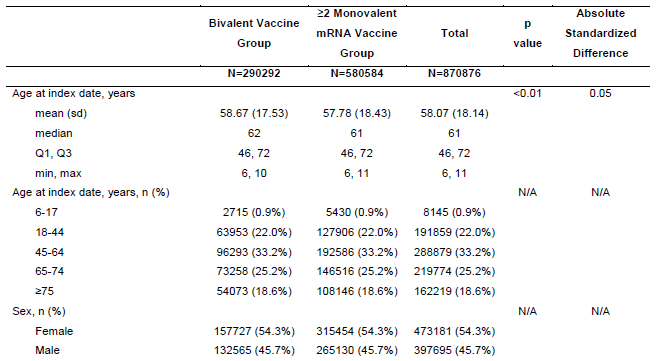 Bivalent Vaccine Group ≥2 Monovalent mRNA Vaccine Group Total p value Absolute Standardized Difference
N=290292 N=580584 N=870876
Age at index date, years <0.01 0.05
mean (sd) 58.67 (17.53) 57.78 (18.43) 58.07 (18.14)
median 62 61 61
Q1, Q3 46, 72 46, 72 46, 72
min, max 6, 10 6, 11 6, 11
Age at index date, years, n (%) N/A N/A
6-17 2715 (0.9%) 5430 (0.9%) 8145 (0.9%)
18-44 63953 (22.0%) 127906 (22.0%) 191859 (22.0%)
45-64 96293 (33.2%) 192586 (33.2%) 288879 (33.2%)
65-74 73258 (25.2%) 146516 (25.2%) 219774 (25.2%)
≥75 54073 (18.6%) 108146 (18.6%) 162219 (18.6%)
Sex, n (%) N/A N/A
Female 157727 (54.3%) 315454 (54.3%) 473181 (54.3%)
Male 132565 (45.7%) 265130 (45.7%) 397695 (45.7%)